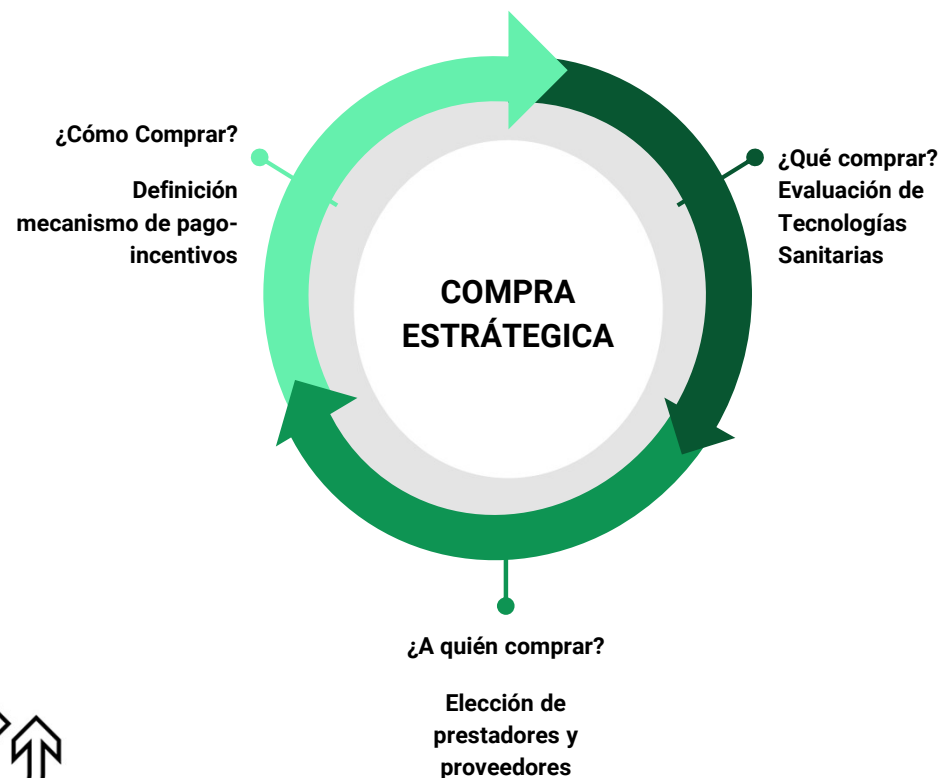 ¿Cómo Comprar?
Definición
mecanismo de pago-
incentivos
¿Qué comprar?
Evaluación de
Tecnologías
Sanitarias
COMPRA
ESTRÁTEGICA
¿A quién comprar?
Elección de
prestadores y
proveedores